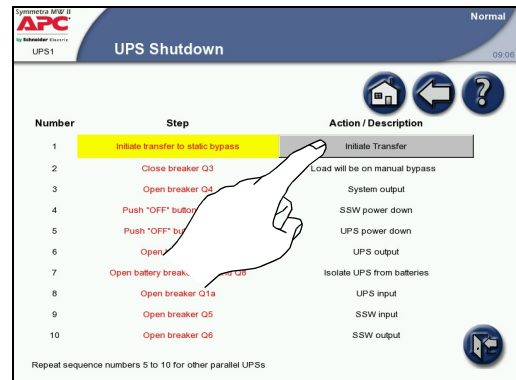 Symmetra MW II
APC
by Schneider Electric
UPS1
UPS Shutdown
Normal
09:06
Number Step Action / Description
1 Initiate transfer to static bypass Initiate Transfer
2 Close breaker Q3 Load will be on manual bypass
3 Open breaker Q4 System output
4 Push "OFF" button SSW power down
5 Push "OFF" UPS power down
6 Open UPS output
7 Open battery Q8 Isolate UPS from batteries
8 Open breaker Q1a UPS input
9 Open breaker Q5 SSW input
10 Open breaker Q6 SSW output
Repeat sequence numbers 5 to 10 for other parallel UPSs